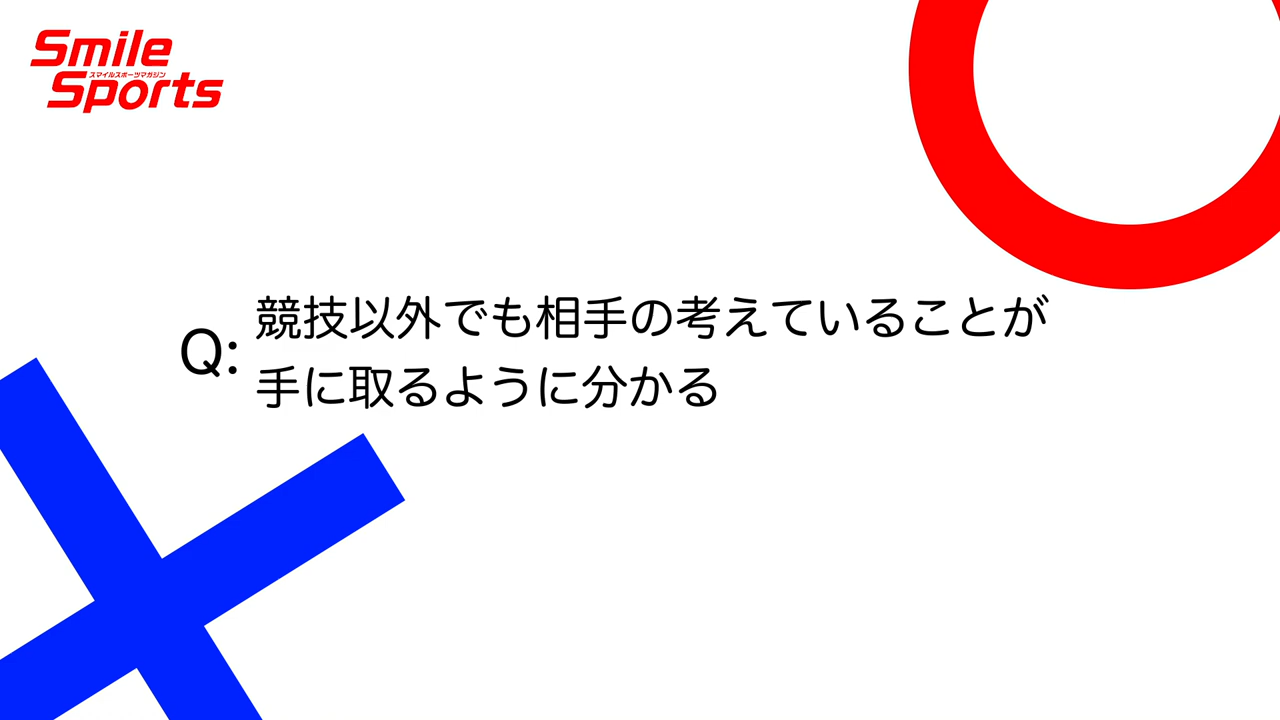 Smile
スマイルスポーツマガジン
Sports
Q: 競技以外でも相手の考えていることが
手に取るように分かる